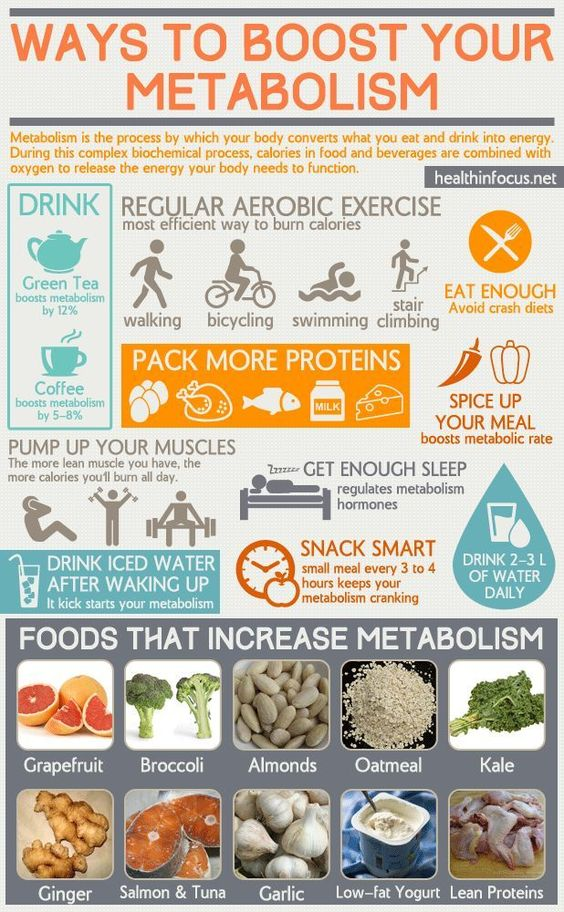 WAYS TO BOOST YOUR
METABOLISM
Metabolism is the process by which your body converts what you eat and drink into energy.
During this complex biochemical process, calories in food and beverages are combined with
oxygen to release the energy your body needs to function.
healthinfocus.net
DRINK
Green Tea
boosts metabolism
by 12%
Coffee
boosts metabolism
by 5-8%
REGULAR AEROBIC EXERCISE
most efficient way to burn calories
walking
bicycling
swimming
stair
climbing
EAT ENOUGH
Avoid crash diets
PACK MORE PROTEINS
MILK
SPICE UP
YOUR MEAL
boosts metabolic rate
PUMP UP YOUR MUSCLES
The more lean muscle you have, the
more calories you'll burn all day.
zzzzzzz
GET ENOUGH SLEEP
regulates metabolism
hormones
DRINK ICED WATER
AFTER WAKING UP
It kick starts your metabolism
SNACK SMART
small meal every 3 to 4
hours keeps your
metabolism cranking
DRINK 2-3 L
OF WATER
DAILY
FOODS THAT INCREASE METABOLISM
Grapefruit
Broccoli
Almonds
Oatmeal
Kale
Ginger
Salmon & Tuna
Garlic
Low-fat Yogurt
Lean Proteins